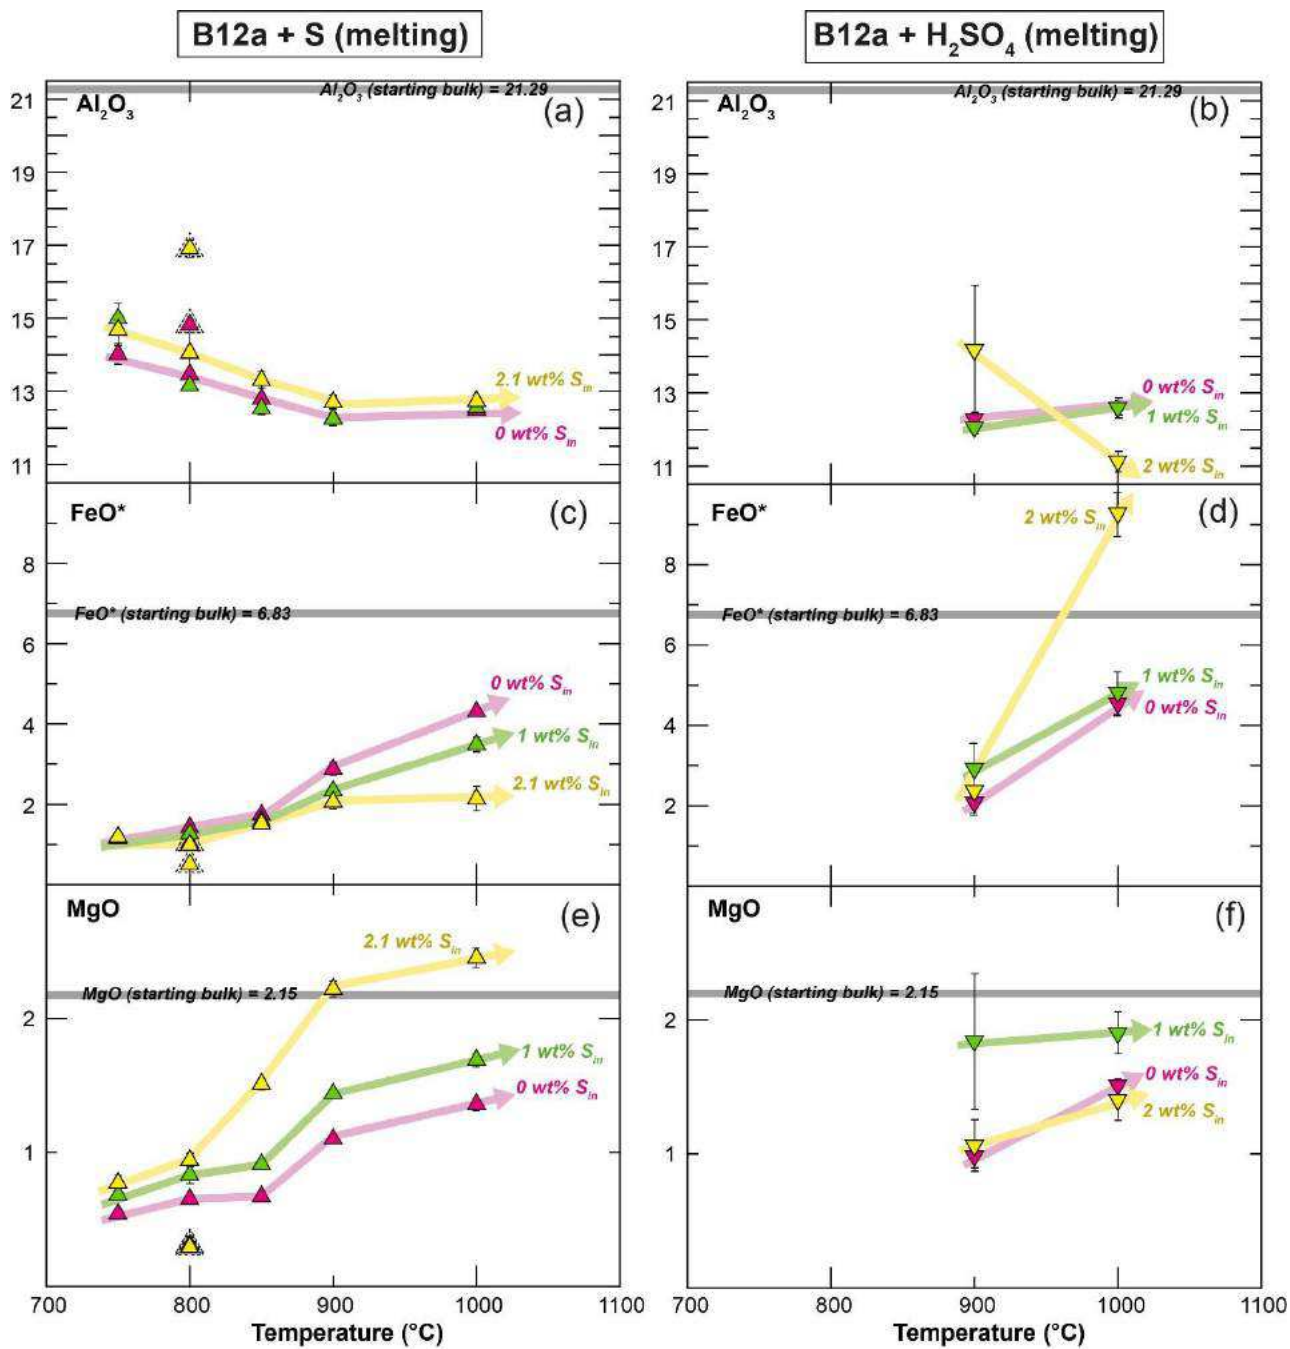 B12a + S (melting)
B12a + H₂SO₄ (melting)
Al₂O₃ (starting bulk) = 21.29
(a)
Al₂O₃
21
19
17
15
13
11
2.1 wt% Sᵢₙ
0 wt% Sᵢₙ
Al₂O₃ (starting bulk) = 21.29
(b)
Al₂O₃
21
19
17
15
13
11
0 wt% Sᵢₙ
1 wt% Sᵢₙ
2 wt% Sᵢₙ
FeO*
(c)
8
6
4
2
FeO* (starting bulk) = 6.83
0 wt% Sᵢₙ
1 wt% Sᵢₙ
2.1 wt% Sᵢₙ
FeO*
(d)
8
6
4
2
2 wt% Sᵢₙ
FeO* (starting bulk) = 6.83
1 wt% Sᵢₙ
0 wt% Sᵢₙ
MgO
(e)
2
1
2.1 wt% Sᵢₙ
MgO (starting bulk) = 2.15
1 wt% Sᵢₙ
0 wt% Sᵢₙ
700 800 900 1000 1100
Temperature (°C)
MgO
(f)
2
1
MgO (starting bulk) = 2.15
1 wt% Sᵢₙ
0 wt% Sᵢₙ
2 wt% Sᵢₙ
700 800 900 1000 1100
Temperature (°C)